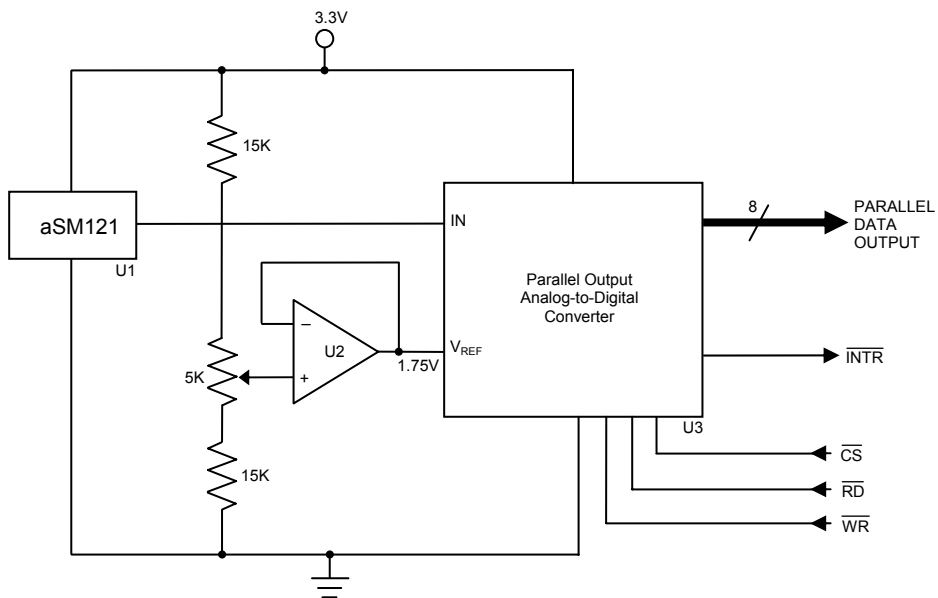 3.3V
15K
aSM121
U1
IN
8
PARALLEL
DATA
OUTPUT
Parallel Output
Analog-to-Digital
Converter
–
U2
+
5K
VREF
1.75V
INTR
U3
15K
CS
RD
WR